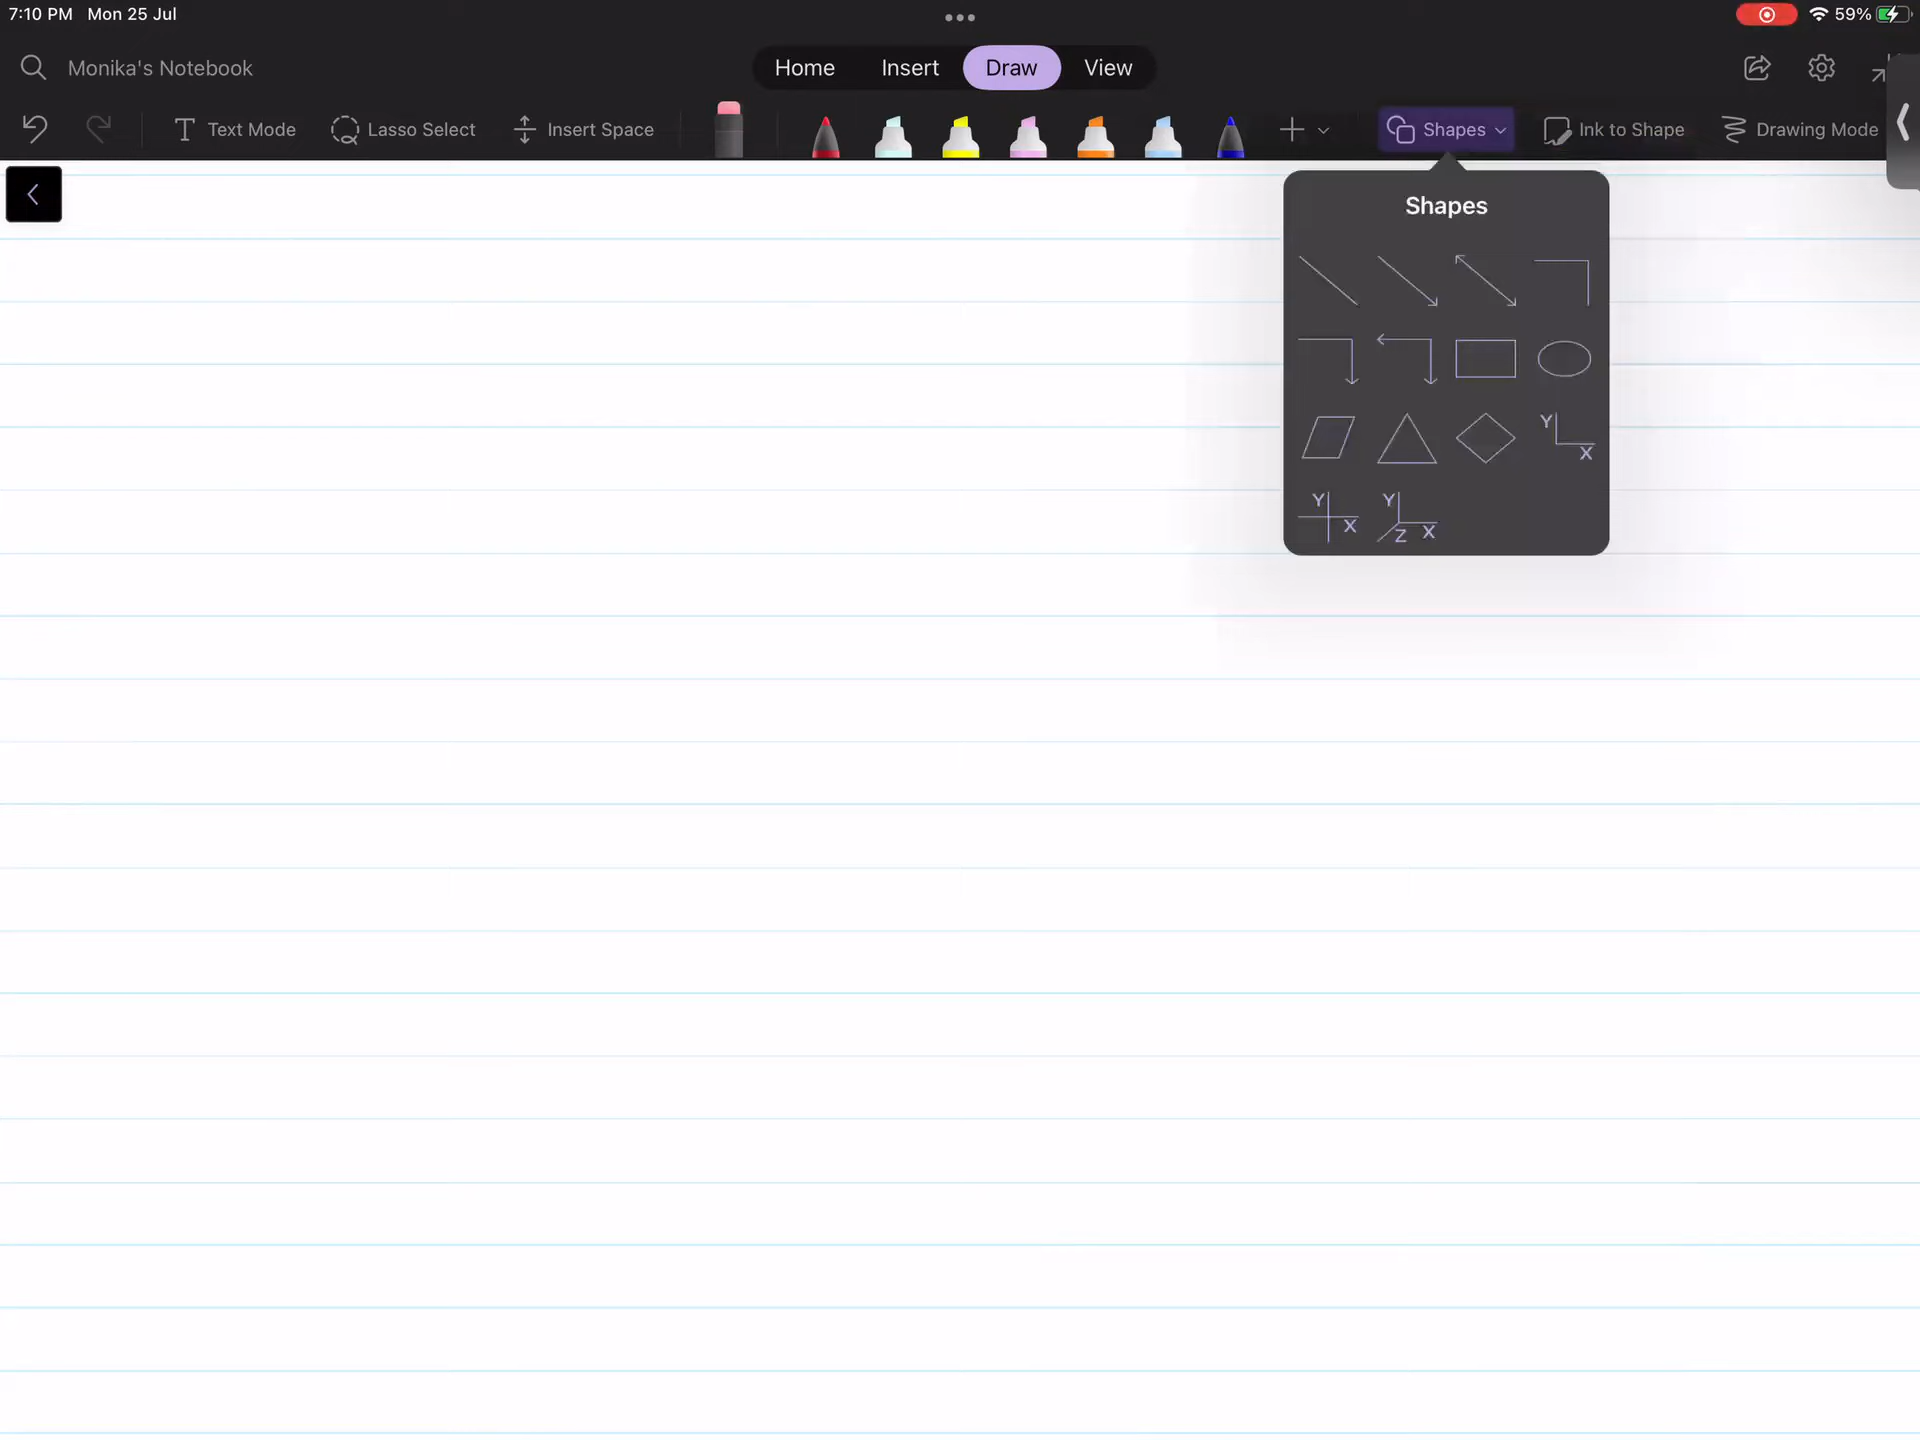 7:10 PM Mon 25 Jul
59%
Monika's Notebook
Home Insert Draw View
Text Mode Lasso Select Insert Space Shapes Ink to Shape Drawing Mode
Shapes
Y X
Y X
Y Z X